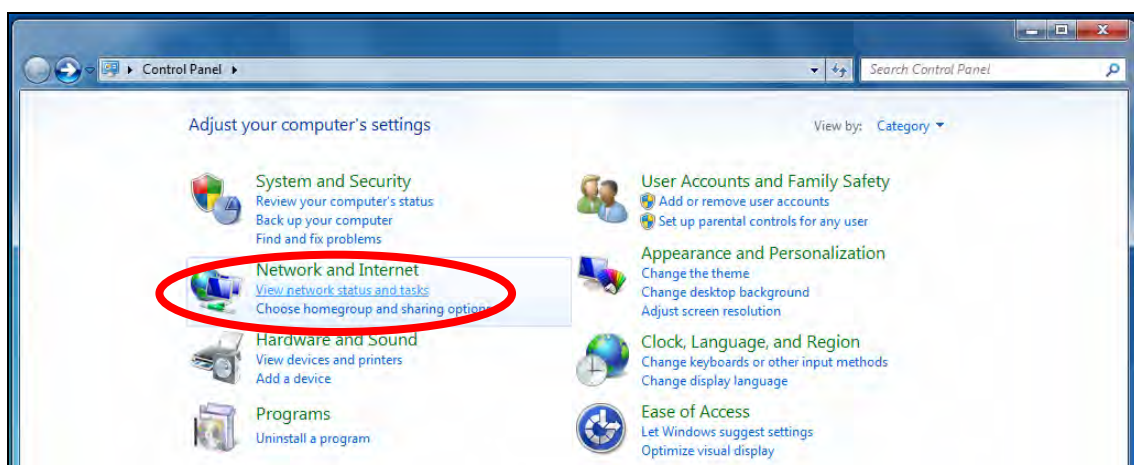 Control Panel
Search Control Panel
Adjust your computer's settings
View by: Category
System and Security
Review your computer's status
Back up your computer
Find and fix problems
Network and Internet
View network status and tasks
Choose homegroup and sharing options
Hardware and Sound
View devices and printers
Add a device
Programs
Uninstall a program
User Accounts and Family Safety
Add or remove user accounts
Set up parental controls for any user
Appearance and Personalization
Change the theme
Change desktop background
Adjust screen resolution
Clock, Language, and Region
Change keyboards or other input methods
Change display language
Ease of Access
Let Windows suggest settings
Optimize visual display